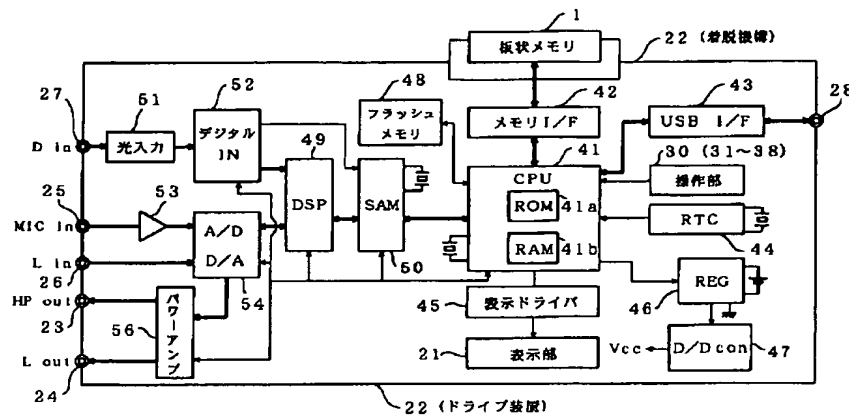 1
板状メモリ
22 (着脱機構)
52
48
42
43
27
51
28
フラッシュ
メモリ
メモリI/F
USB I/F
D in
光入力
デジタル
IN
49
41
30 (31〜38)
CPU
操作部
25
53
DSP
SAM
ROM
41a
RTC
MIC in
A/D
D/A
RAM
41b
44
L in
26
50
REG
HP out
54
45
表示ドライバ
46
23
56
パワーアンプ
L out
21
表示部
Vcc
D/Dcon
47
24
22 (ドライブ装置)